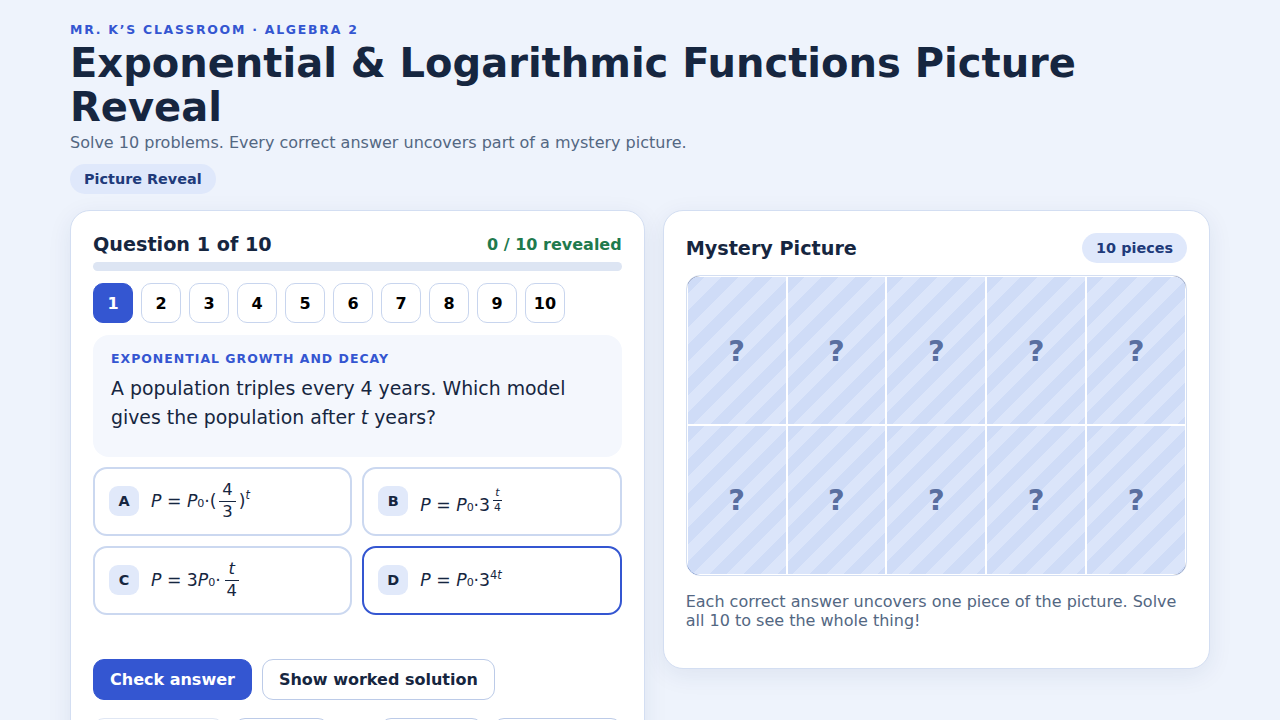 MR. K’S CLASSROOM · ALGEBRA 2
Exponential & Logarithmic Functions Picture
Reveal
Solve 10 problems. Every correct answer uncovers part of a mystery picture.
Picture Reveal
Question 1 of 10
0 / 10 revealed
1 2 3 4 5 6 7 8 9 10
EXPONENTIAL GROWTH AND DECAY
A population triples every 4 years. Which model
gives the population after t years?
A P = P₀·(4/3)^t
B P = P₀·3^(t/4)
C P = 3P₀·t/4
D P = P₀·3^(4t)
Check answer
Show worked solution
Mystery Picture
10 pieces
? ? ? ? ?
? ? ? ? ?
Each correct answer uncovers one piece of the picture. Solve
all 10 to see the whole thing!